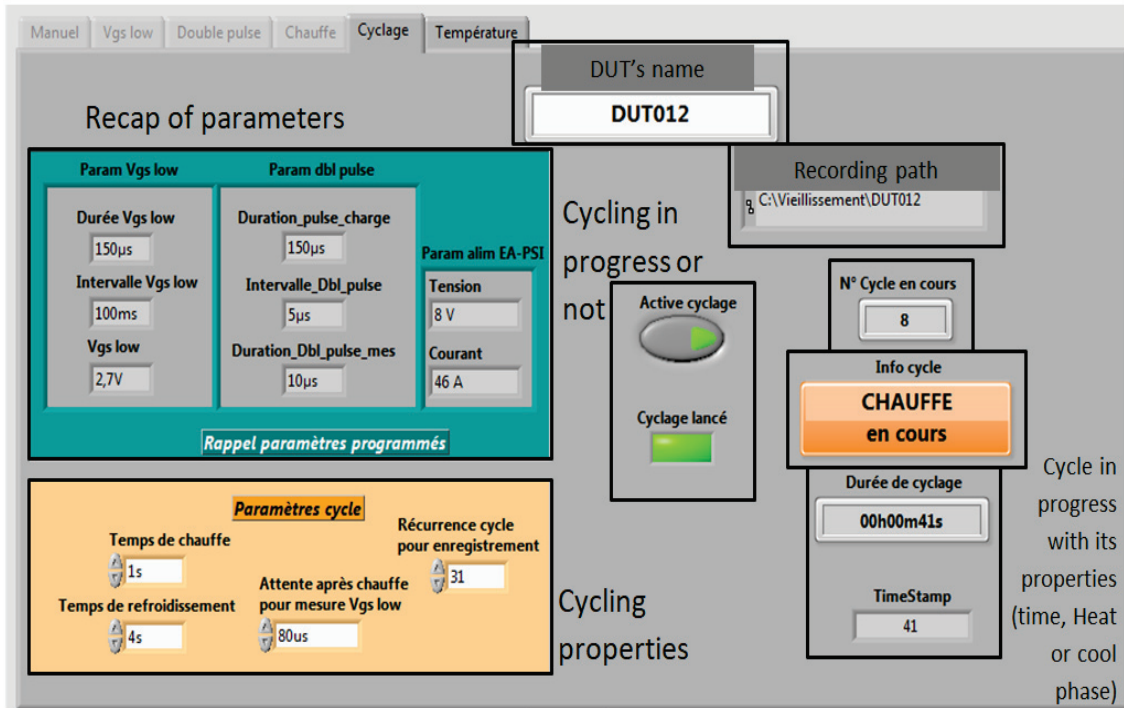 Manuel
Vgs low
Double pulse
Chauffe
Cyclage
Température
DUT's name
DUT012
Recap of parameters
Recording path
C:\Vieillissement\DUT012
Param Vgs low
Durée Vgs low
150µs
Intervalle Vgs low
100ms
Vgs low
2,7V
Param dbl pulse
Duration_pulse_charge
150µs
Intervalle_Dbl_pulse
5µs
Duration_Dbl_pulse_mes
10µs
Param alim EA-PSI
Tension
8 V
Courant
46 A
Rappel paramètres programmés
Cycling in
progress or
not
Active cyclage
Cyclage lancé
N° Cycle en cours
8
Info cycle
CHAUFFE
en cours
Durée de cyclage
00h00m41s
TimeStamp
41
Cycle in
progress
with its
properties
(time, Heat
or cool
phase)
Paramètres cycle
Temps de chauffe
1s
Temps de refroidissement
4s
Attente après chauffe
pour mesure Vgs low
80us
Récurrence cycle
pour enregistrement
31
Cycling
properties